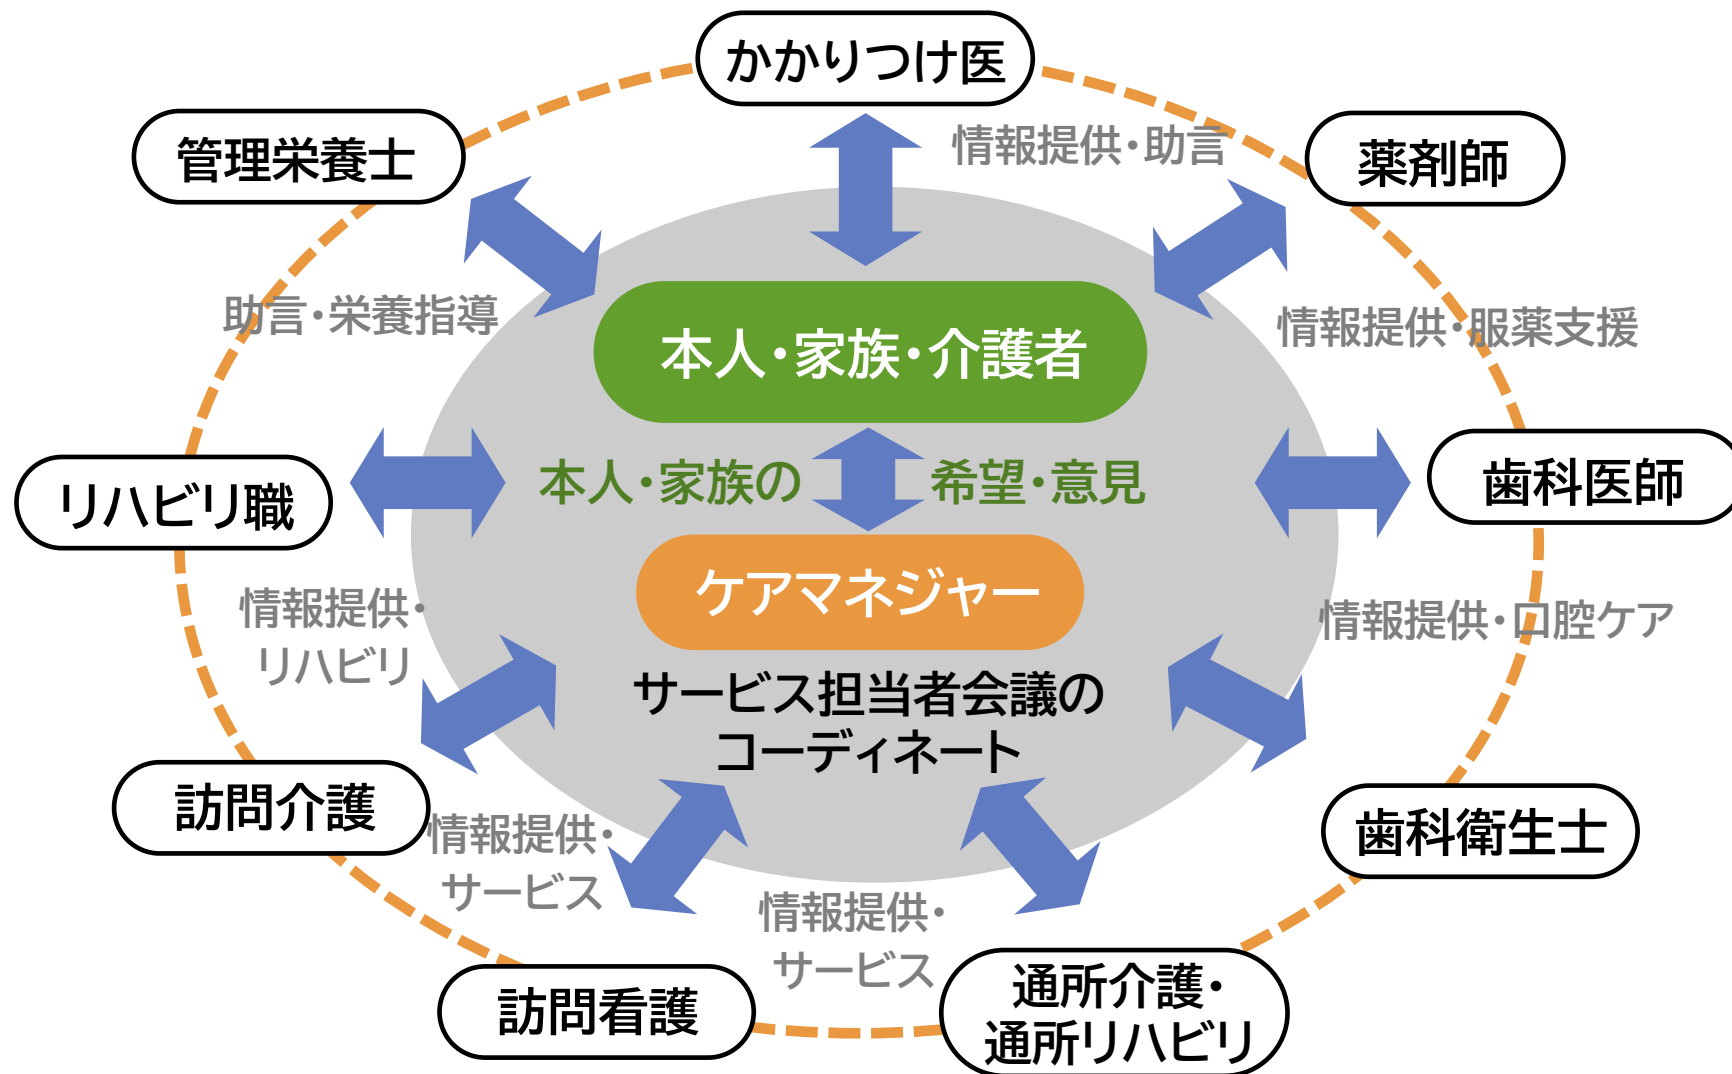 かかりつけ医
管理栄養士
情報提供・助言
薬剤師
助言・栄養指導
情報提供・服薬支援
本人・家族・介護者
本人・家族の
希望・意見
リハビリ職
歯科医師
ケアマネジャー
情報提供・
リハビリ
情報提供・口腔ケア
サービス担当者会議の
コーディネート
訪問介護
情報提供・
サービス
歯科衛生士
情報提供・
サービス
訪問看護
通所介護・
通所リハビリ